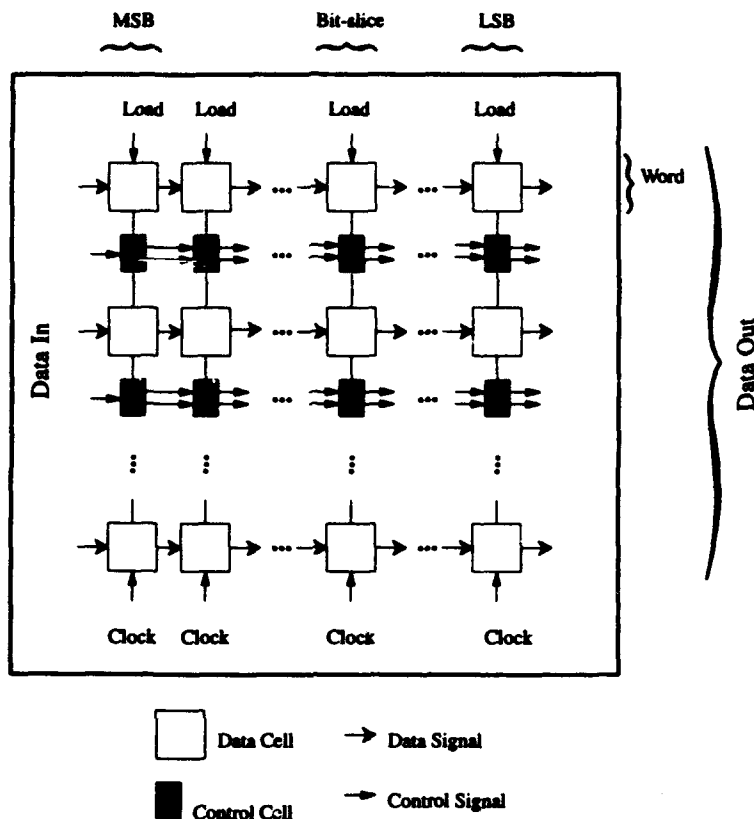 MSB Bit-slice LSB
Load Load Load Load
Word
... ...
... ...
Data In
... ...
Data Out
... ...
... ... ... ...
... ...
Clock Clock Clock Clock
Data Cell Data Signal
Control Cell Control Signal